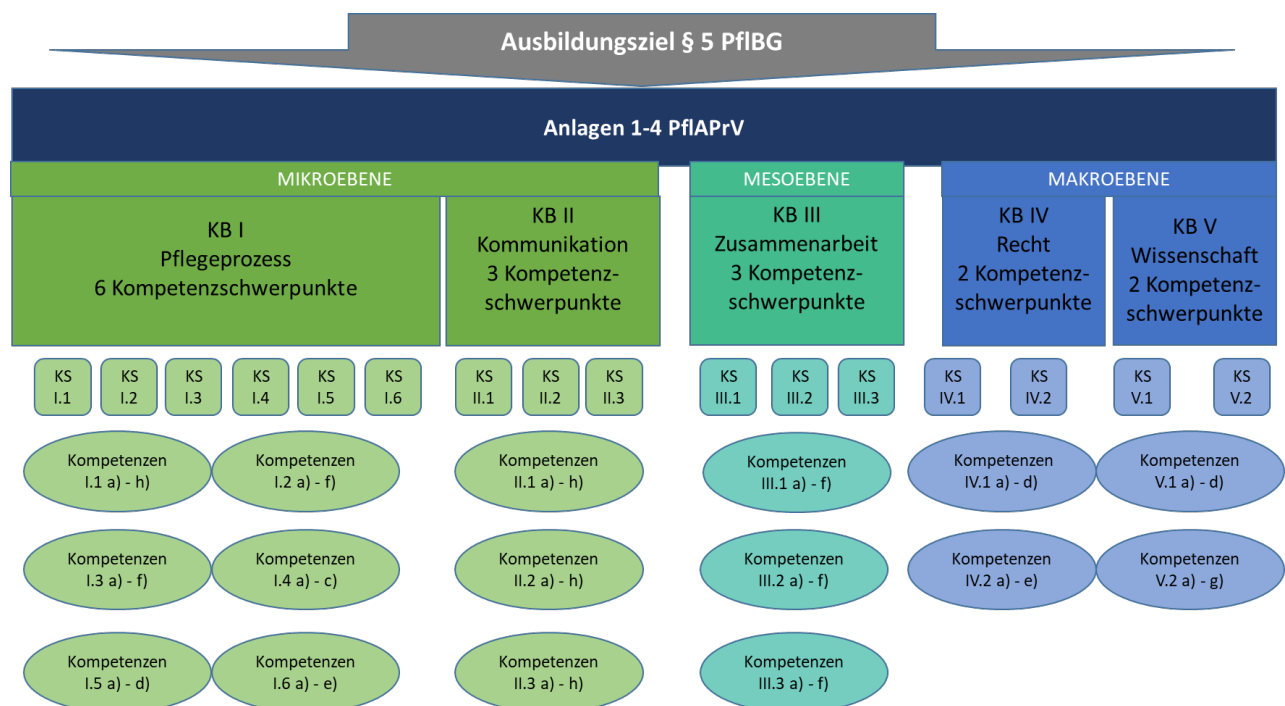 Ausbildungsziel § 5 PflBG
Anlagen 1-4 PflAPrV
MIKROEBENE
MESOEBENE
MAKROEBENE
KB I
Pflegeprozess
6 Kompetenzschwerpunkte
KB II
Kommunikation
3 Kompetenz-
schwerpunkte
KB III
Zusammenarbeit
3 Kompetenz-
schwerpunkte
KB IV
Recht
2 Kompetenz-
schwerpunkte
KB V
Wissenschaft
2 Kompetenz-
schwerpunkte
KS
I.1
KS
I.2
KS
I.3
KS
I.4
KS
I.5
KS
I.6
KS
II.1
KS
II.2
KS
II.3
KS
III.1
KS
III.2
KS
III.3
KS
IV.1
KS
IV.2
KS
V.1
KS
V.2
Kompetenzen
I.1 a) - h)
Kompetenzen
I.2 a) - f)
Kompetenzen
II.1 a) - h)
Kompetenzen
III.1 a) - f)
Kompetenzen
IV.1 a) - d)
Kompetenzen
V.1 a) - d)
Kompetenzen
I.3 a) - f)
Kompetenzen
I.4 a) - c)
Kompetenzen
II.2 a) - h)
Kompetenzen
III.2 a) - f)
Kompetenzen
IV.2 a) - e)
Kompetenzen
V.2 a) - g)
Kompetenzen
I.5 a) - d)
Kompetenzen
I.6 a) - e)
Kompetenzen
II.3 a) - h)
Kompetenzen
III.3 a) - f)